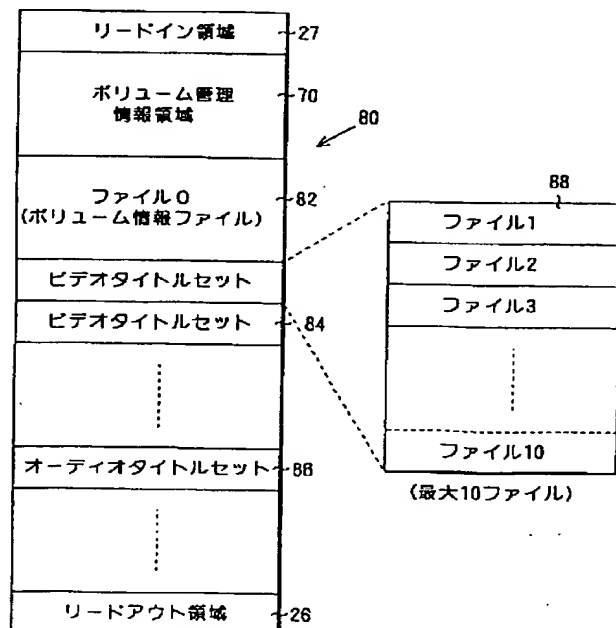 リードイン領域
27
ボリューム管理
情報領域
70
80
ファイル0
(ボリューム情報ファイル)
82
ビデオタイトルセット
ビデオタイトルセット
84
オーディオタイトルセット
88
リードアウト領域
26
88
ファイル1
ファイル2
ファイル3
ファイル10
(最大10ファイル)